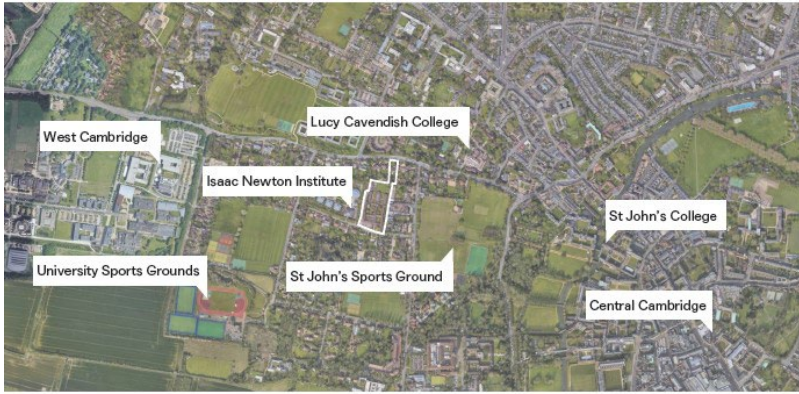 Lucy Cavendish College
West Cambridge
Isaac Newton Institute
St John's College
University Sports Grounds
St John's Sports Ground
Central Cambridge